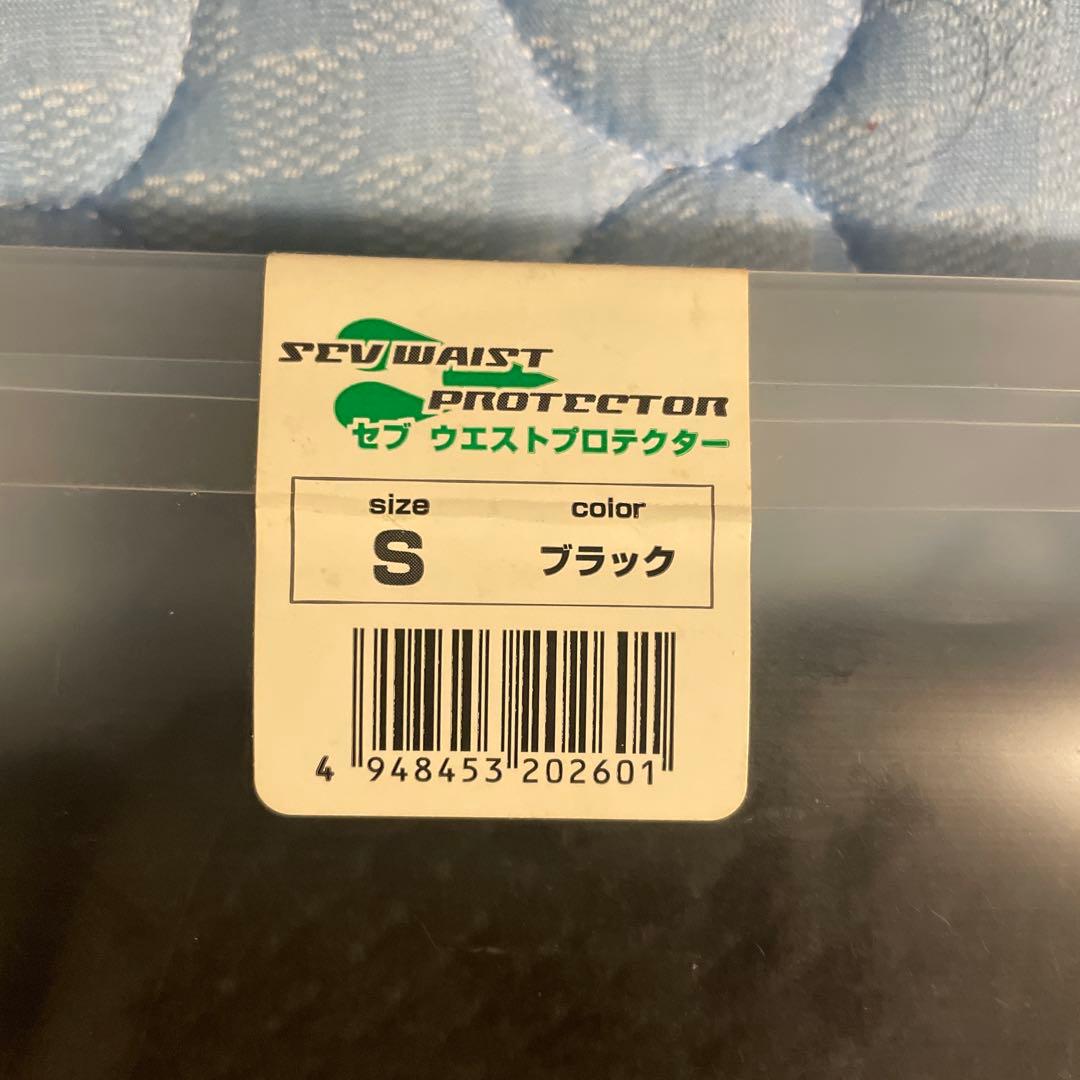 SEV WAIST
PROTECTOR
セブ ウエストプロテクター
size color
S ブラック
4 948453 202601